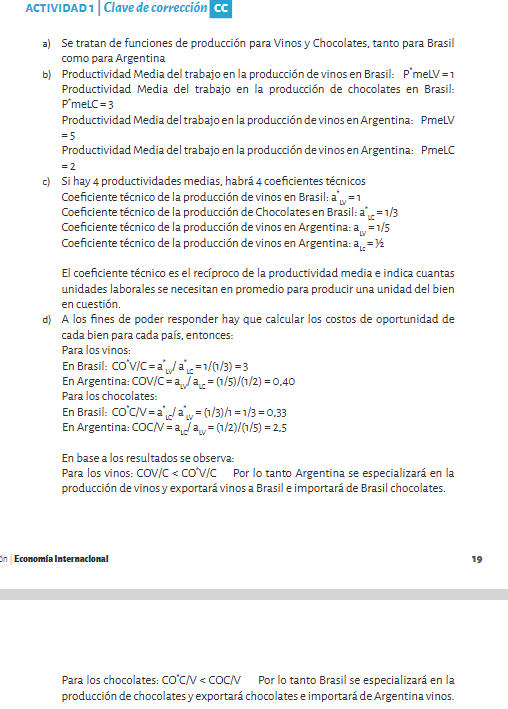 ACTIVIDAD 1 | Clave de corrección CC
a) Se tratan de funciones de producción para Vinos y Chocolates, tanto para Brasil
como para Argentina
b) Productividad Media del trabajo en la producción de vinos en Brasil: P*meLV = 1
Productividad Media del trabajo en la producción de chocolates en Brasil:
P*meLC = 3
Productividad Media del trabajo en la producción de vinos en Argentina: PmeLV
= 5
Productividad Media del trabajo en la producción de vinos en Argentina: PmeLC
= 2
c) Si hay 4 productividades medias, habrá 4 coeficientes técnicos
Coeficiente técnico de la producción de vinos en Brasil: a*LV = 1
Coeficiente técnico de la producción de Chocolates en Brasil: a*LC = 1/3
Coeficiente técnico de la producción de vinos en Argentina: aLV = 1/5
Coeficiente técnico de la producción de vinos en Argentina: aLC = ½
El coeficiente técnico es el recíproco de la productividad media e indica cuantas
unidades laborales se necesitan en promedio para producir una unidad del bien
en cuestión.
d) A los fines de poder responder hay que calcular los costos de oportunidad de
cada bien para cada país, entonces:
Para los vinos:
En Brasil: CO*V/C = a*LV/ a*LC = 1/(1/3) = 3
En Argentina: COV/C = aLV/ aLC = (1/5)/(1/2) = 0,40
Para los chocolates:
En Brasil: CO*C/V = a*LC/ a*LV = (1/3)/1 = 1/3 = 0,33
En Argentina: COC/V = aLC/ aLV = (1/2)/(1/5) = 2,5
En base a los resultados se observa:
Para los vinos: COV/C < CO*V/C Por lo tanto Argentina se especializará en la
producción de vinos y exportará vinos a Brasil e importará de Brasil chocolates.
ón | Economía Internacional 19
Para los chocolates: CO*C/V < COC/V Por lo tanto Brasil se especializará en la
producción de chocolates y exportará chocolates e importará de Argentina vinos.